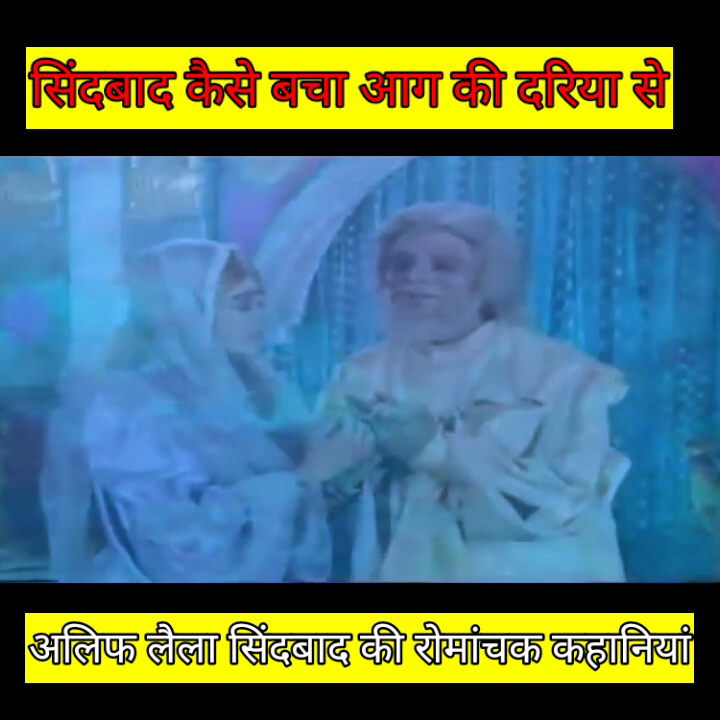 सिंदबाद कैसे बचा आग की दरिया से
अलिफ लैला सिंदबाद की रोमांचक कहानियां